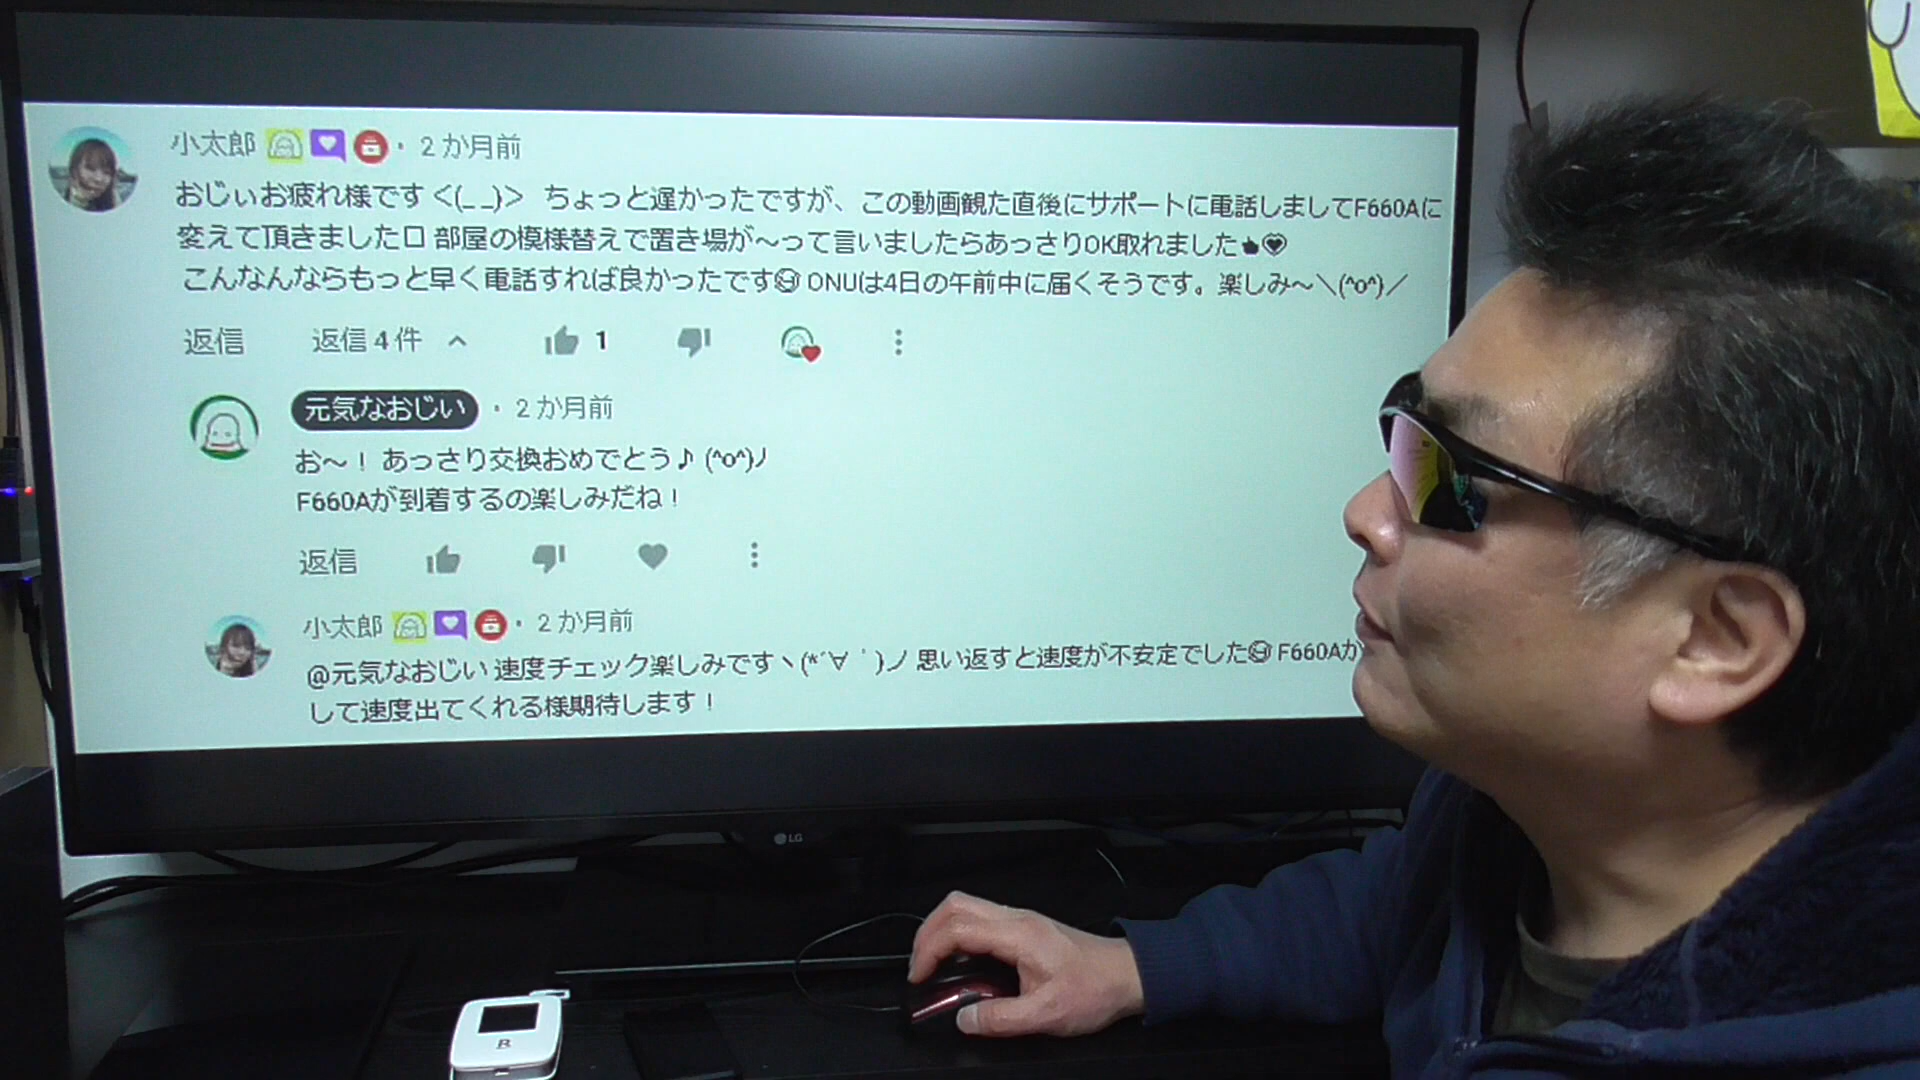 小太郎 ・ 2 か月前
おじぃお疲れ様です <(_ _)> ちょっと遅かったですが、この動画観た直後にサポートに電話しましてF660Aに
変えて頂きました口 部屋の模様替えで置き場が～って言いましたらあっさりOK取れました
こんなんならもっと早く電話すれば良かったです ONUは4日の午前中に届くそうです。楽しみ～＼(^o^)／
返信 返信 4 件 1
元気なおじい ・ 2 か月前
お～！ あっさり交換おめでとう♪ (^o^)ﾉ
F660Aが到着するの楽しみだね！
返信
小太郎 ・ 2 か月前
@元気なおじい 速度チェック楽しみですヽ(*´∀｀)ノ 思い返すと速度が不安定でした F660Aが
して速度出てくれる様期待します！
LG
R